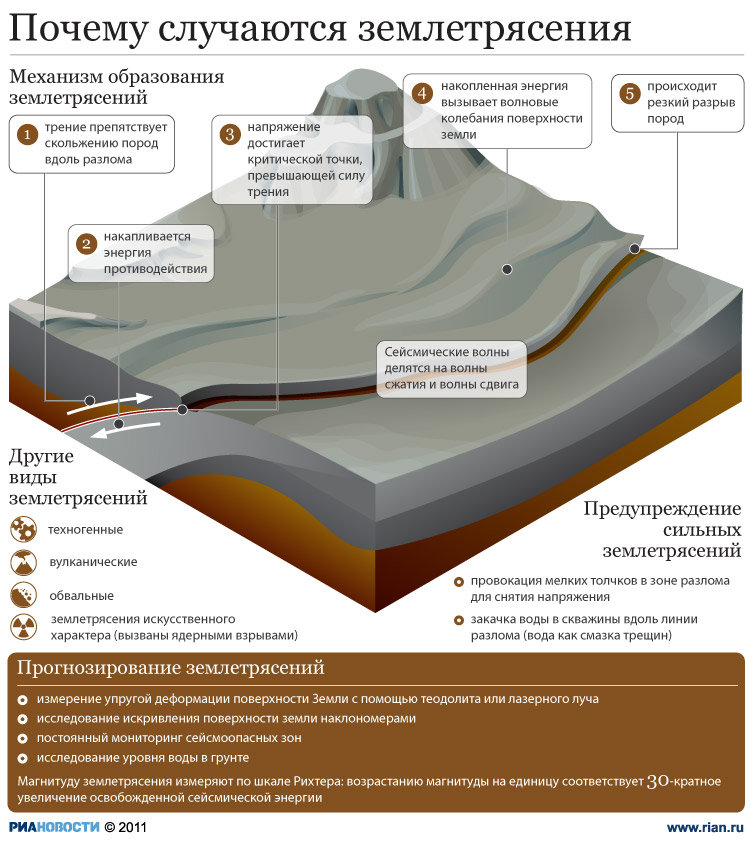 Почему случаются землетрясения
Механизм образования
землетрясений
1
трение препятствует
скольжению пород
вдоль разлома
2
накапливается
энергия
противодействия
3
напряжение
достигает
критической точки,
превышающей силу
трения
4
накопленная энергия
вызывает волновые
колебания поверхности
земли
5
происходит
резкий разрыв
пород
Сейсмические волны
делятся на волны
сжатия и волны сдвига
Другие
виды
землетрясений
техногенные
вулканические
обвальные
землетрясения искусственного
характера (вызваны ядерными взрывами)
Предупреждение
сильных
землетрясений
провокация мелких толчков в зоне разлома
для снятия напряжения
закачка воды в скважины вдоль линии
разлома (вода как смазка трещин)
Прогнозирование землетрясений
измерение упругой деформации поверхности Земли с помощью теодолита или лазерного луча
исследование искривления поверхности земли наклономерами
постоянный мониторинг сейсмоопасных зон
исследование уровня воды в грунте
Магнитуду землетрясения измеряют по шкале Рихтера: возрастанию магнитуды на единицу соответствует 30-кратное
увеличение освобожденной сейсмической энергии
РИАНОВОСТИ © 2011
www.rian.ru